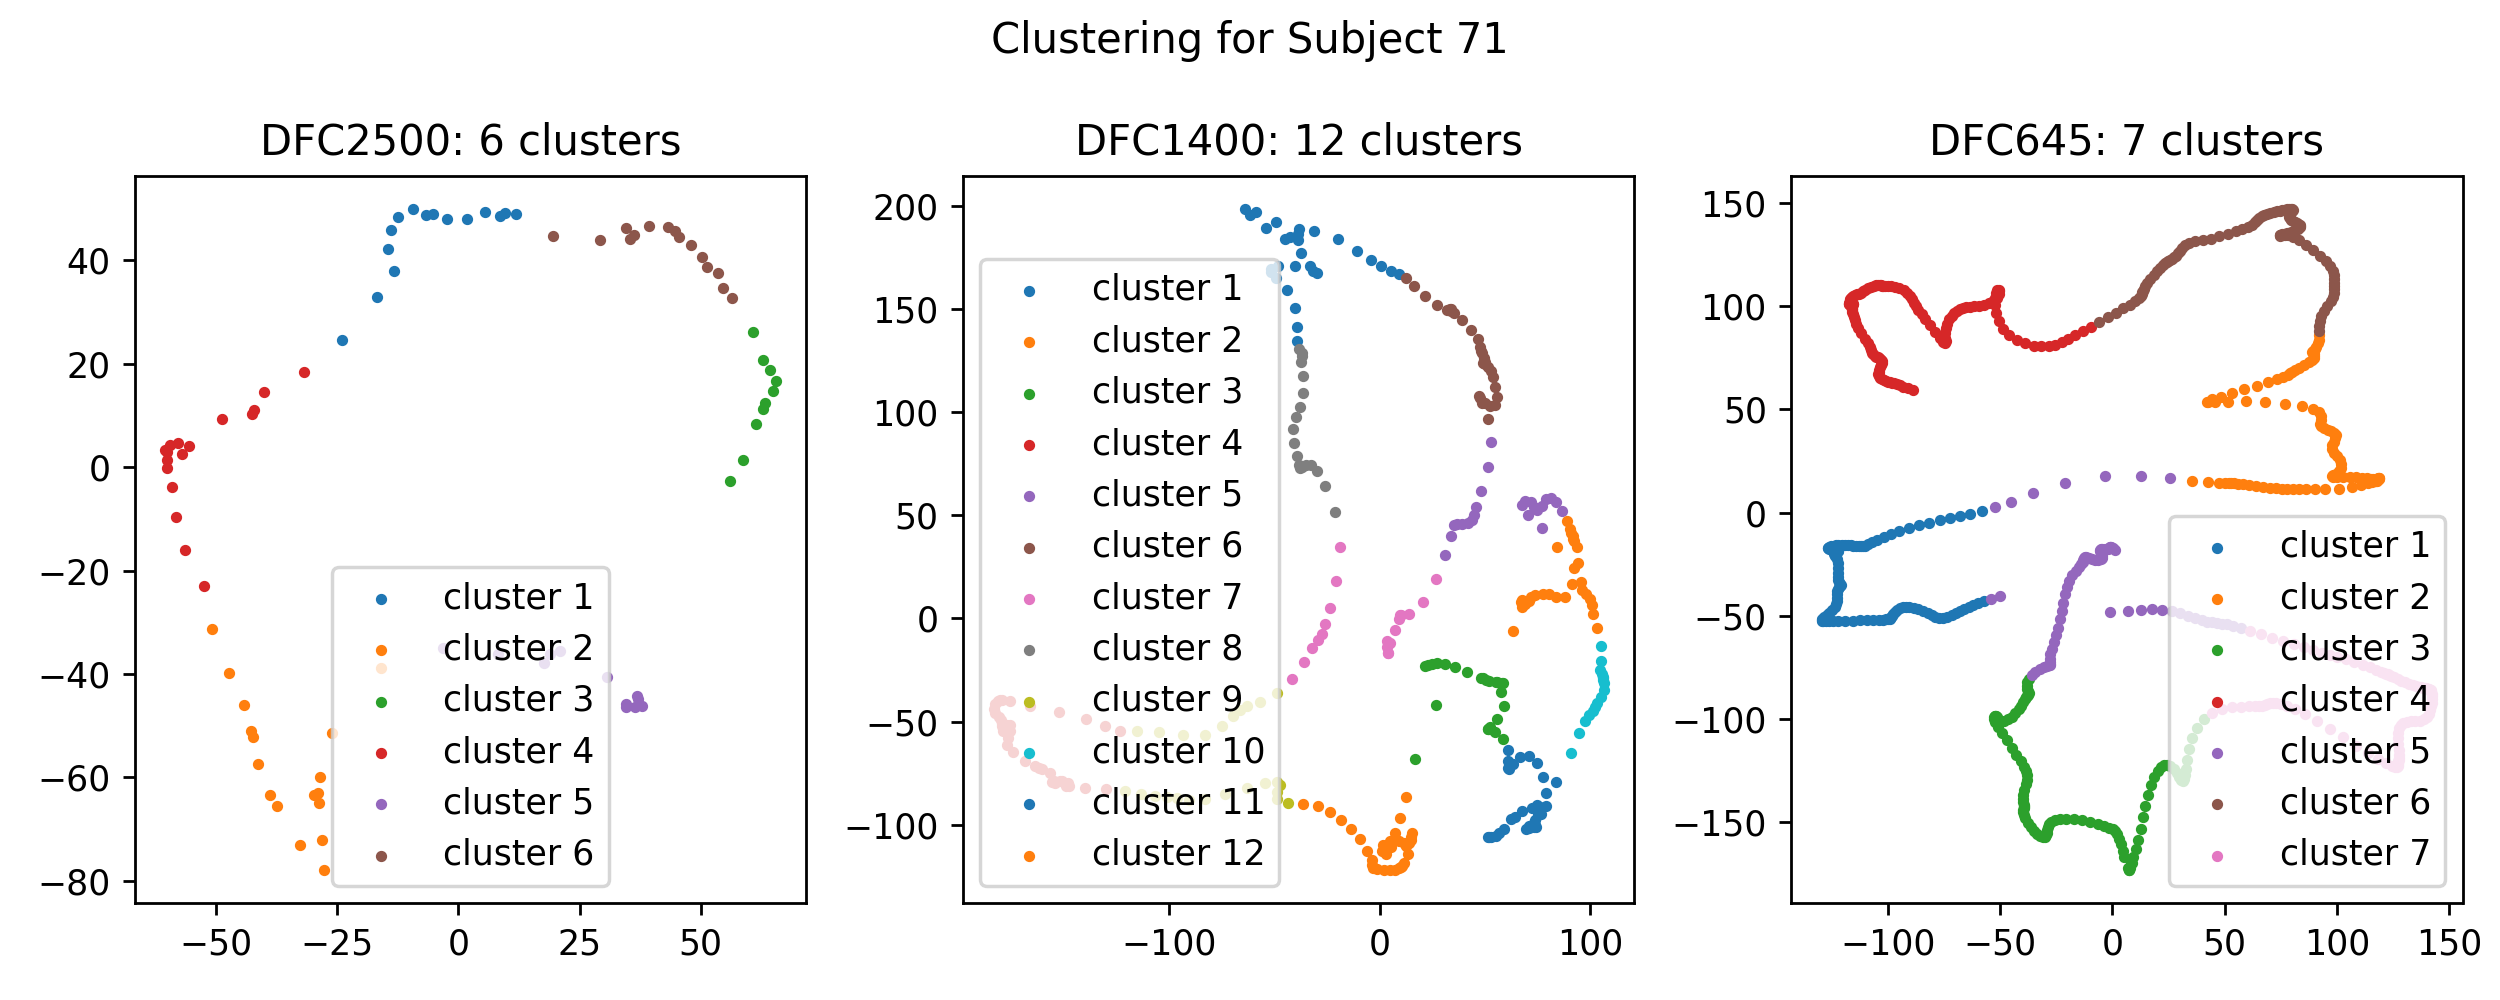 Clustering for Subject 71
DFC2500: 6 clusters
40
20
0
−20
−40
−60
−80
−50
−25
0
25
50
cluster 1
cluster 2
cluster 3
cluster 4
cluster 5
cluster 6
DFC1400: 12 clusters
200
150
100
50
0
−50
−100
−100
0
100
cluster 1
cluster 2
cluster 3
cluster 4
cluster 5
cluster 6
cluster 7
cluster 8
cluster 9
cluster 10
cluster 11
cluster 12
DFC645: 7 clusters
150
100
50
0
−50
−100
−150
−100
−50
0
50
100
150
cluster 1
cluster 2
cluster 3
cluster 4
cluster 5
cluster 6
cluster 7